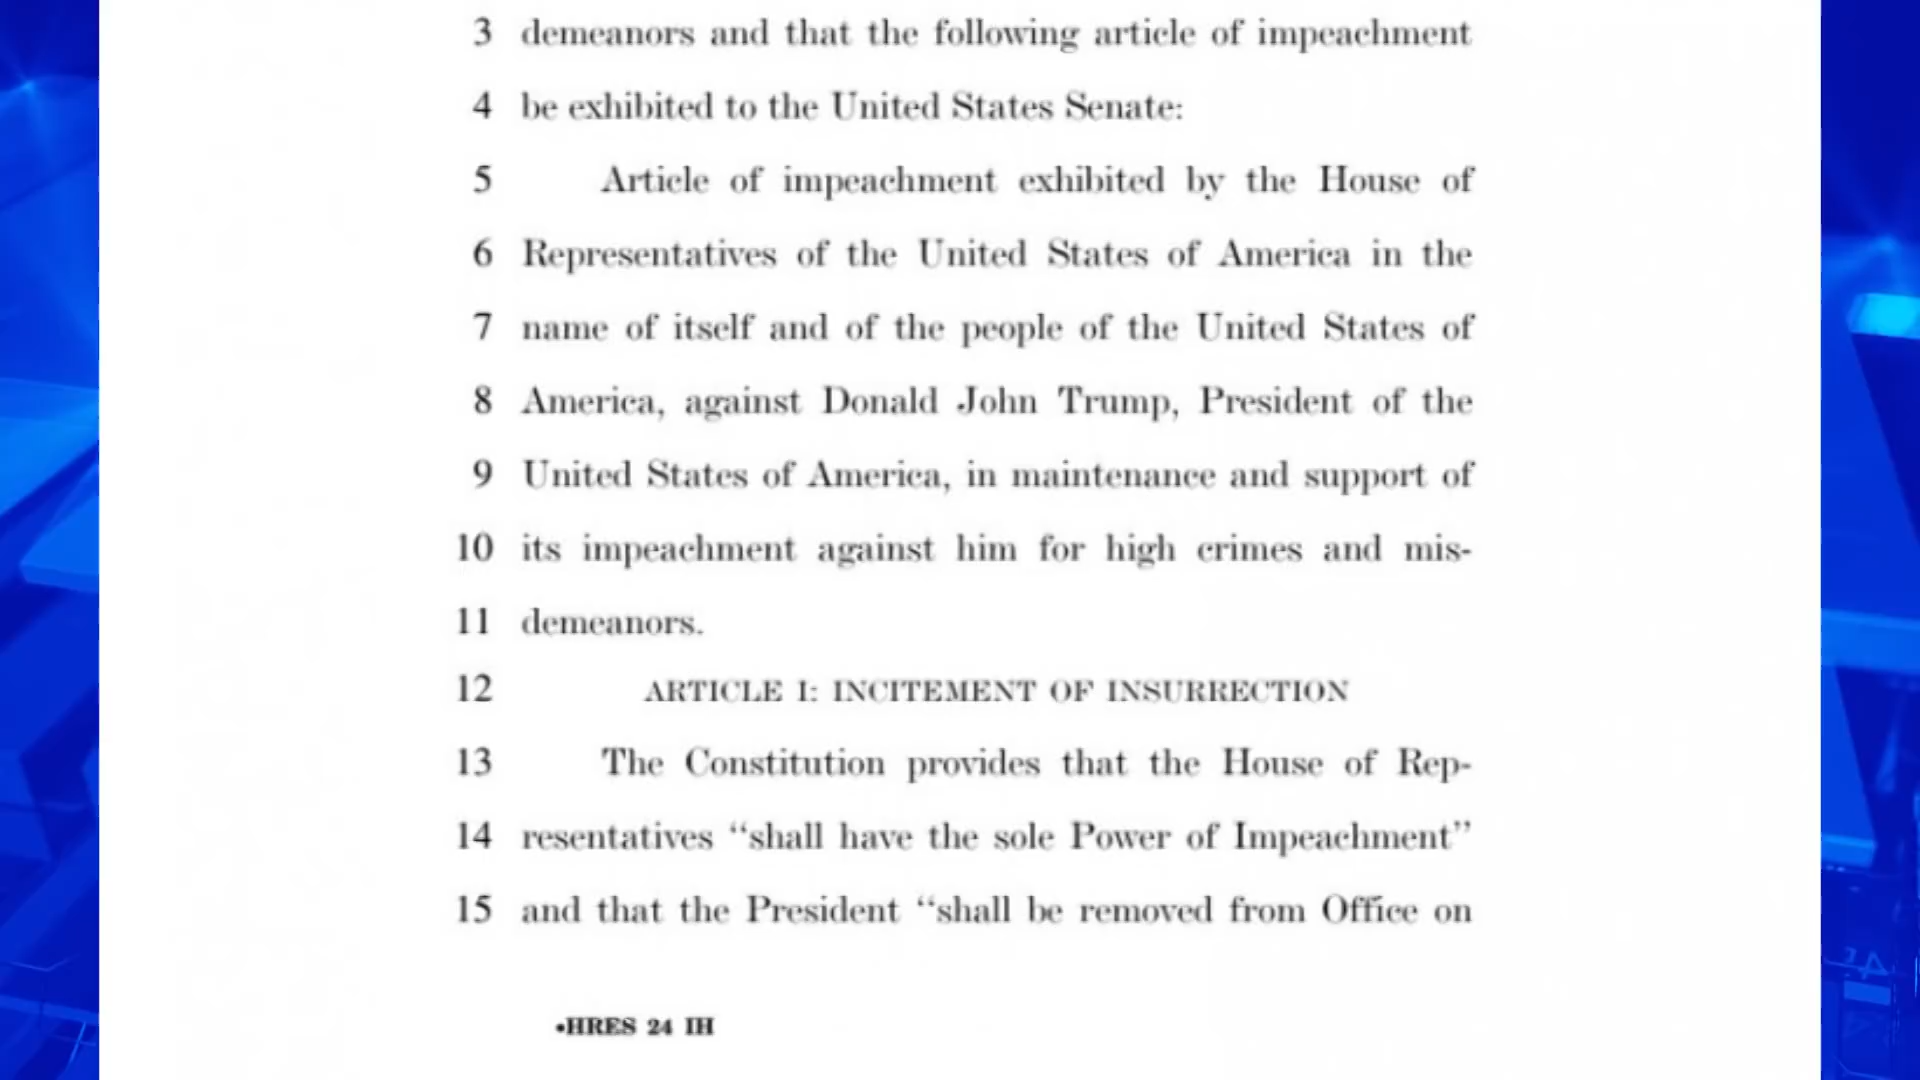 3 demeanors and that the following article of impeachment
4 be exhibited to the United States Senate:
5 Article of impeachment exhibited by the House of
6 Representatives of the United States of America in the
7 name of itself and of the people of the United States of
8 America, against Donald John Trump, President of the
9 United States of America, in maintenance and support of
10 its impeachment against him for high crimes and mis-
11 demeanors.
12 ARTICLE I: INCITEMENT OF INSURRECTION
13 The Constitution provides that the House of Rep-
14 resentatives “shall have the sole Power of Impeachment”
15 and that the President “shall be removed from Office on
•HRES 24 IH